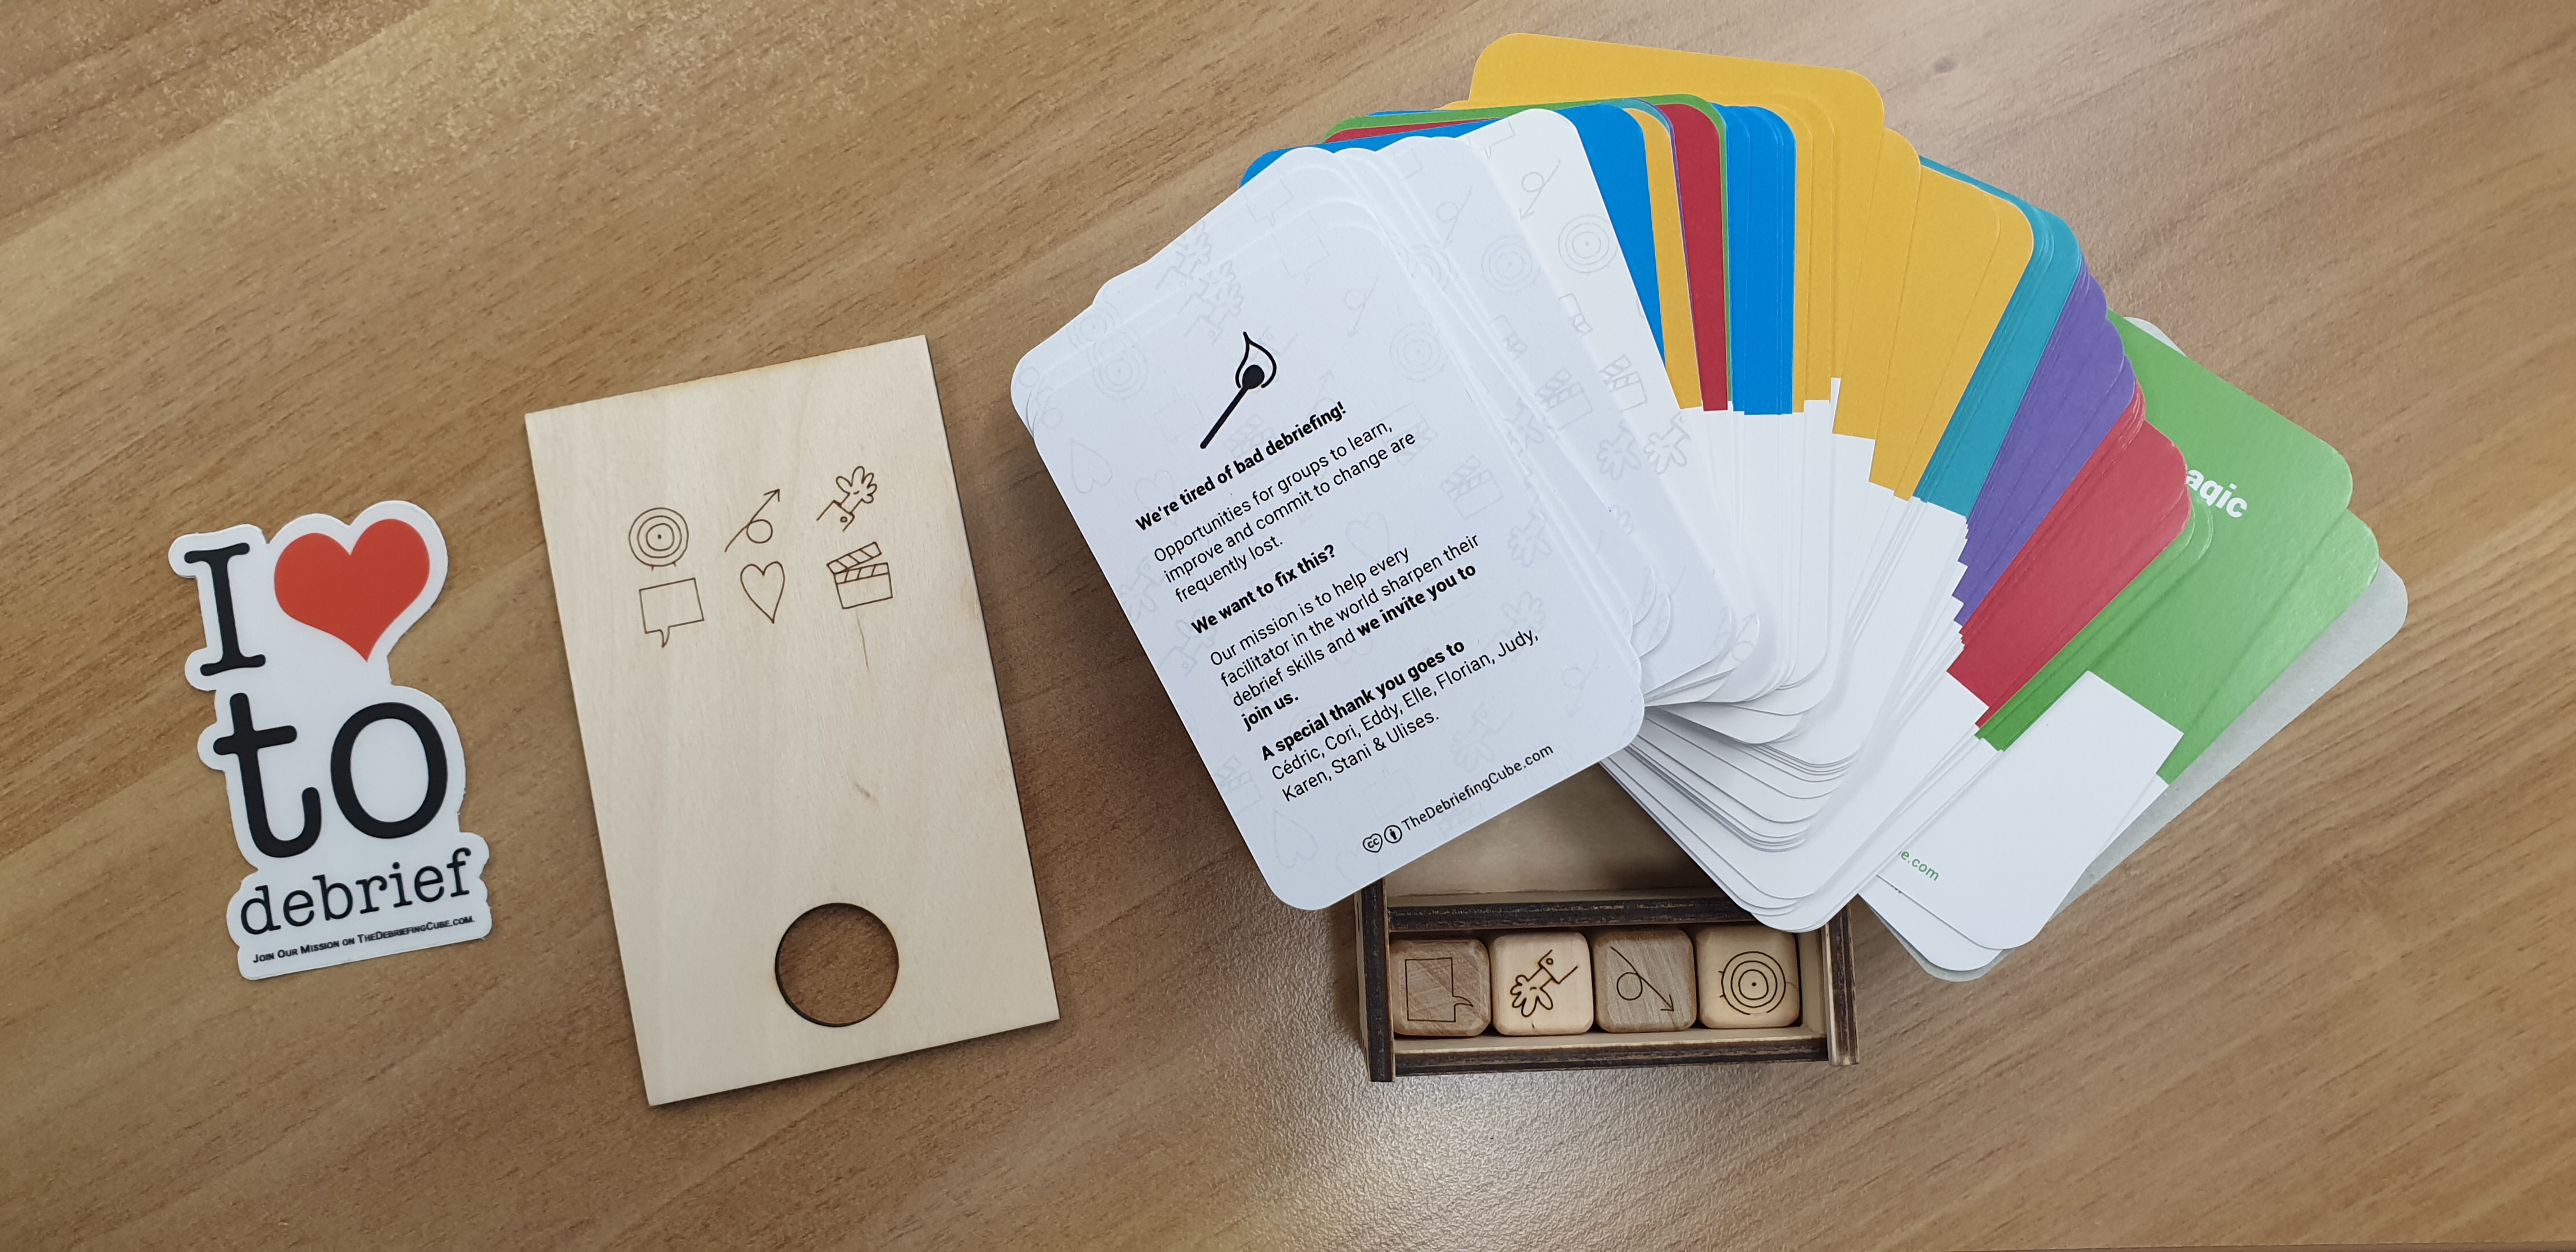 I
to
debrief
Join Our Mission on TheDebriefingCube.com
We're tired of bad debriefing!
Opportunities for groups to learn,
improve and commit to change are
frequently lost.
We want to fix this?
Our mission is to help every
facilitator in the world sharpen their
debrief skills and we invite you to
join us.
A special thank you goes to
Cédric, Cori, Eddy, Elle, Florian, Judy,
Karen, Stani & Ulises.
cc TheDebriefingCube.com
agic
e.com